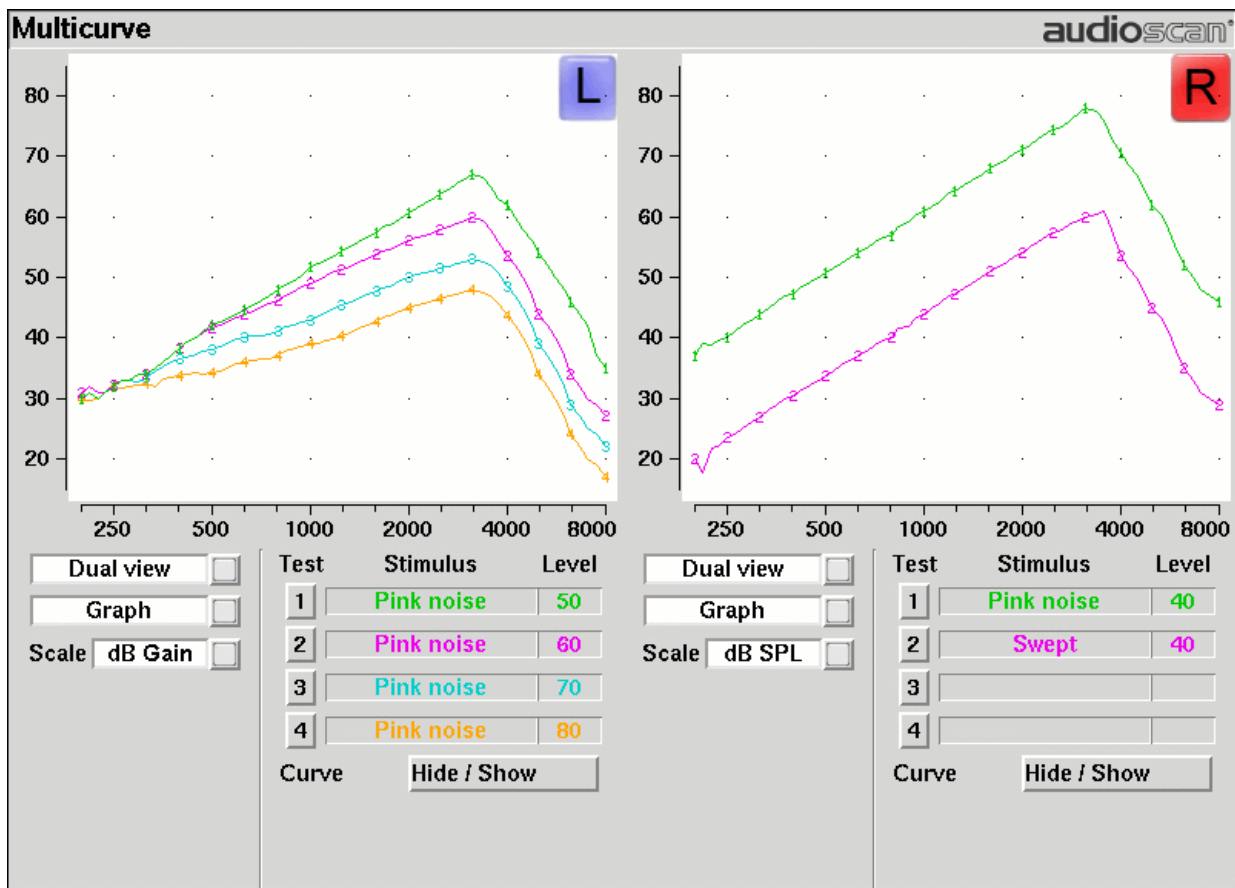 Multicurve
audioscan
L
80
70
60
50
40
30
20
250 500 1000 2000 4000 8000
R
80
70
60
50
40
30
20
250 500 1000 2000 4000 8000
Dual view
Graph
Scale dB Gain
Test Stimulus Level
1 Pink noise 50
2 Pink noise 60
3 Pink noise 70
4 Pink noise 80
Curve Hide / Show
Dual view
Graph
Scale dB SPL
Test Stimulus Level
1 Pink noise 40
2 Swept 40
3
4
Curve Hide / Show